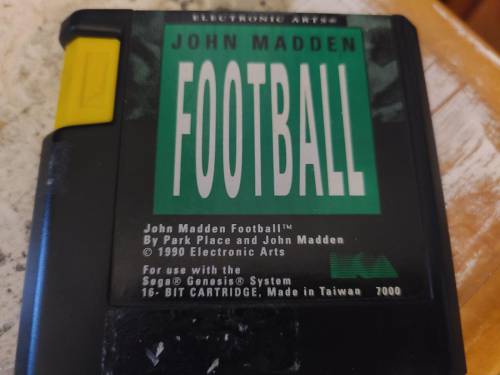 ELECTRONIC ARTS®
JOHN MADDEN
FOOTBALL
John Madden Football™
By Park Place and John Madden
© 1990 Electronic Arts
For use with the
Sega® Genesis® System
16- BIT CARTRIDGE, Made in Taiwan 7000
EA